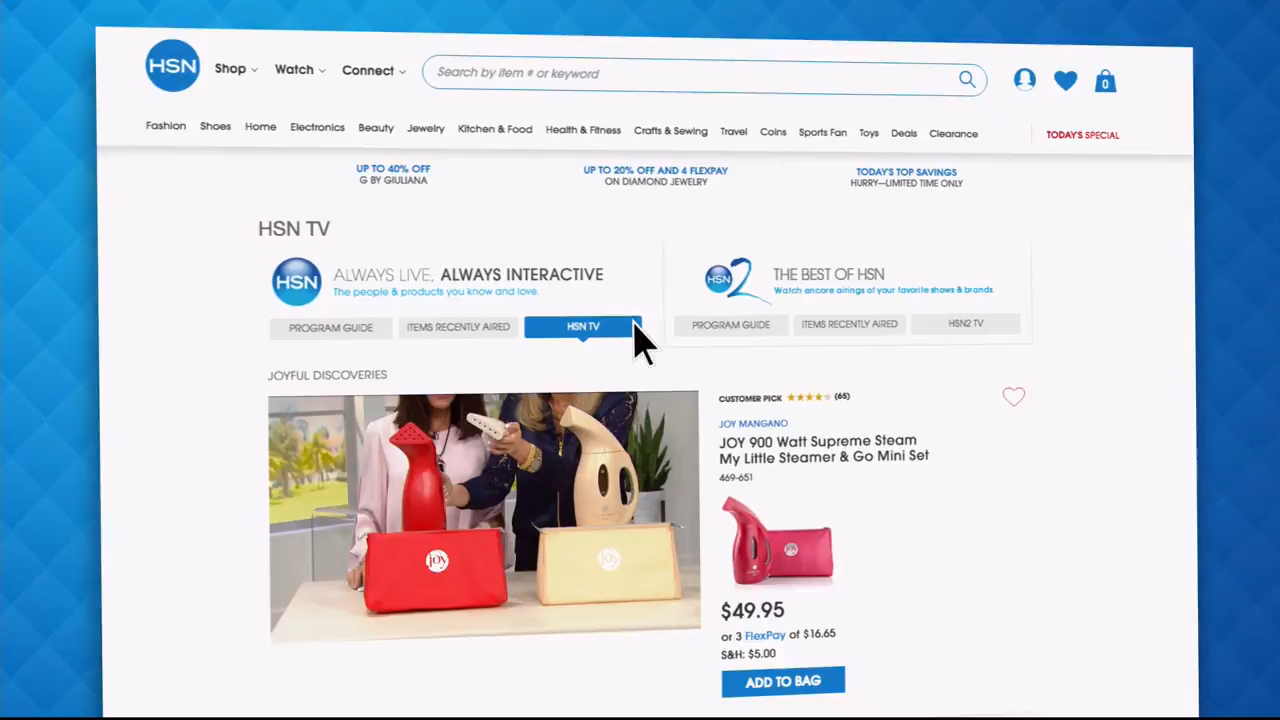 HSN
Shop
Watch
Connect
Search by item # or keyword
0
Fashion
Shoes
Home
Electronics
Beauty
Jewelry
Kitchen & Food
Health & Fitness
Crafts & Sewing
Travel
Coins
Sports Fan
Toys
Deals
Clearance
TODAY'S SPECIAL
UP TO 40% OFF
G BY GIULIANA
UP TO 20% OFF AND 4 FLEXPAY
ON DIAMOND JEWELRY
TODAY'S TOP SAVINGS
HURRY—LIMITED TIME ONLY
HSN TV
HSN
ALWAYS LIVE, ALWAYS INTERACTIVE
The people & products you know and love.
PROGRAM GUIDE
ITEMS RECENTLY AIRED
HSN TV
HSN2
THE BEST OF HSN
Watch encore airings of your favorite shows & brands.
PROGRAM GUIDE
ITEMS RECENTLY AIRED
HSN2 TV
JOYFUL DISCOVERIES
joy
joy
CUSTOMER PICK
(65)
JOY MANGANO
JOY 900 Watt Supreme Steam
My Little Steamer & Go Mini Set
469-651
$49.95
or 3 FlexPay of $16.65
S&H: $5.00
ADD TO BAG